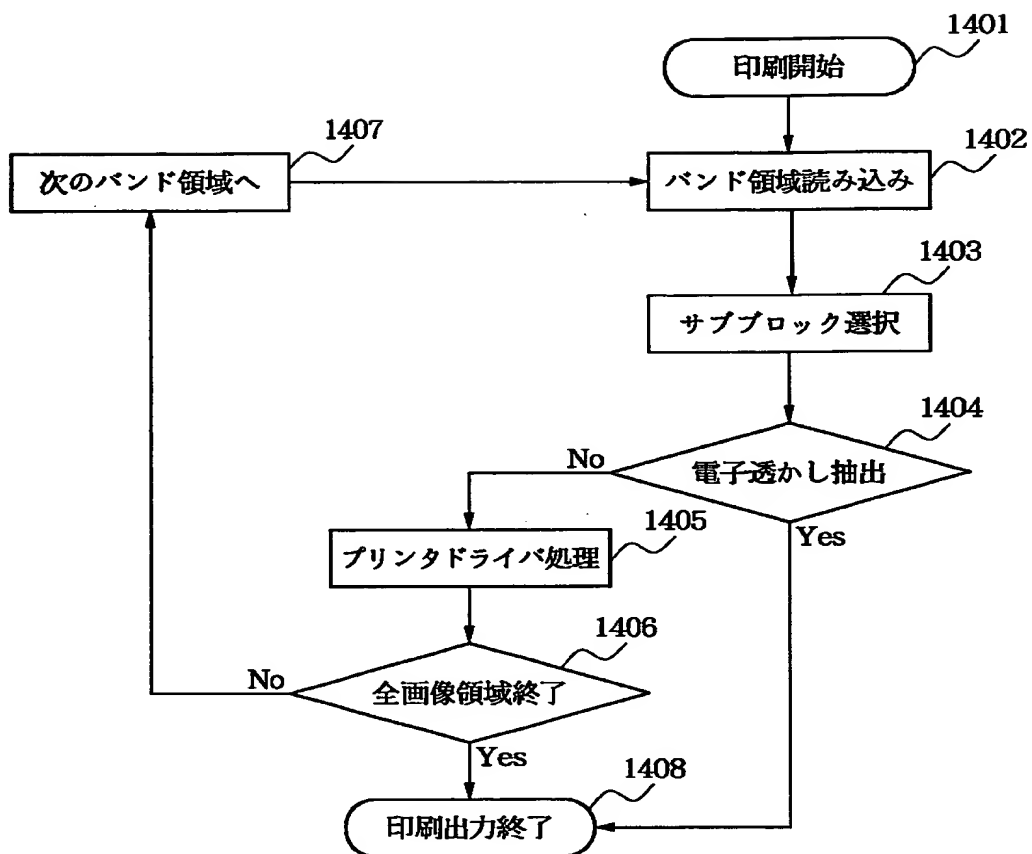 1401
印刷開始
1407
1402
次のバンド領域へ
バンド領域読み込み
1403
サブブロック選択
1404
No
電子透かし抽出
1405
Yes
プリンタドライバ処理
1406
No
全画像領域終了
Yes
1408
印刷出力終了